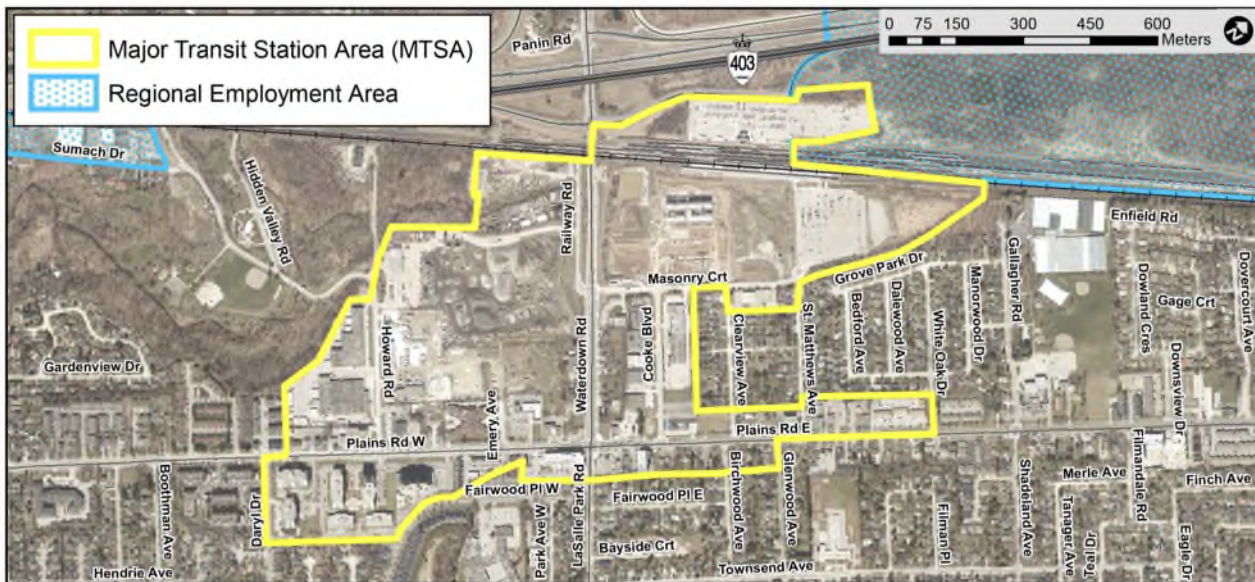 Major Transit Station Area (MTSA)
Regional Employment Area
0 75 150 300 450 600
Meters
N
Panin Rd
403
Sumach Dr
Hidden Valley Rd
Railway Rd
Enfield Rd
Masonry Crt
Grove Park Dr
Gallagher Rd
Dovercourt Ave
Dowland Cres
Gage Crt
Manorwood Dr
Dalewood Ave
Bedford Ave
White Oak Dr
St. Matthews Ave
Clearview Ave
Cooke Blvd
Waterdown Rd
Howard Rd
Gardenview Dr
Downsview Dr
Emery Ave
Plains Rd W
Plains Rd E
Boothman Ave
Daryl Dr
Fairwood Pl W
Fairwood Pl E
LaSalle Park Rd
Park Ave W
Birchwood Ave
Glenwood Ave
Filman Pl
Shadeland Ave
Merle Ave
Tanager Ave
Teal Dr
Filmandale Rd
Finch Ave
Eagle Dr
Bayside Crt
Townsend Ave
Hendrie Ave